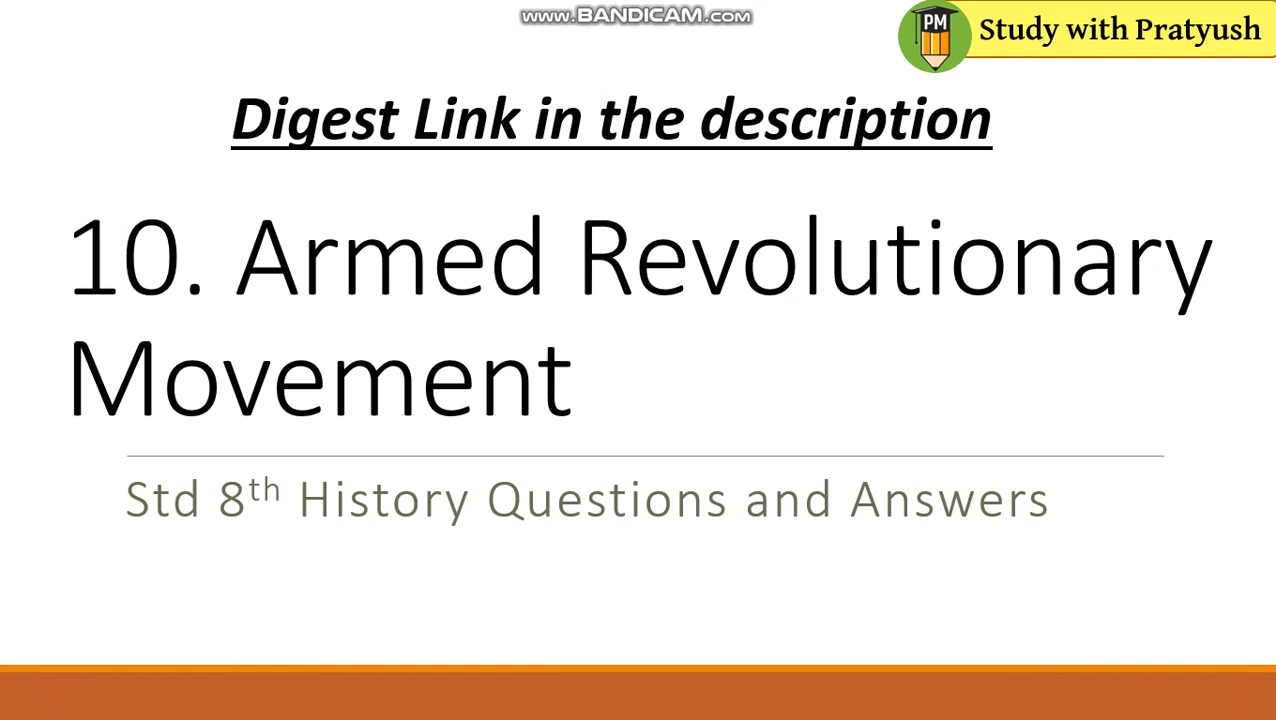 www.BANDICAM.com
PM
Study with Pratyush
Digest Link in the description
10. Armed Revolutionary
Movement
Std 8th History Questions and Answers